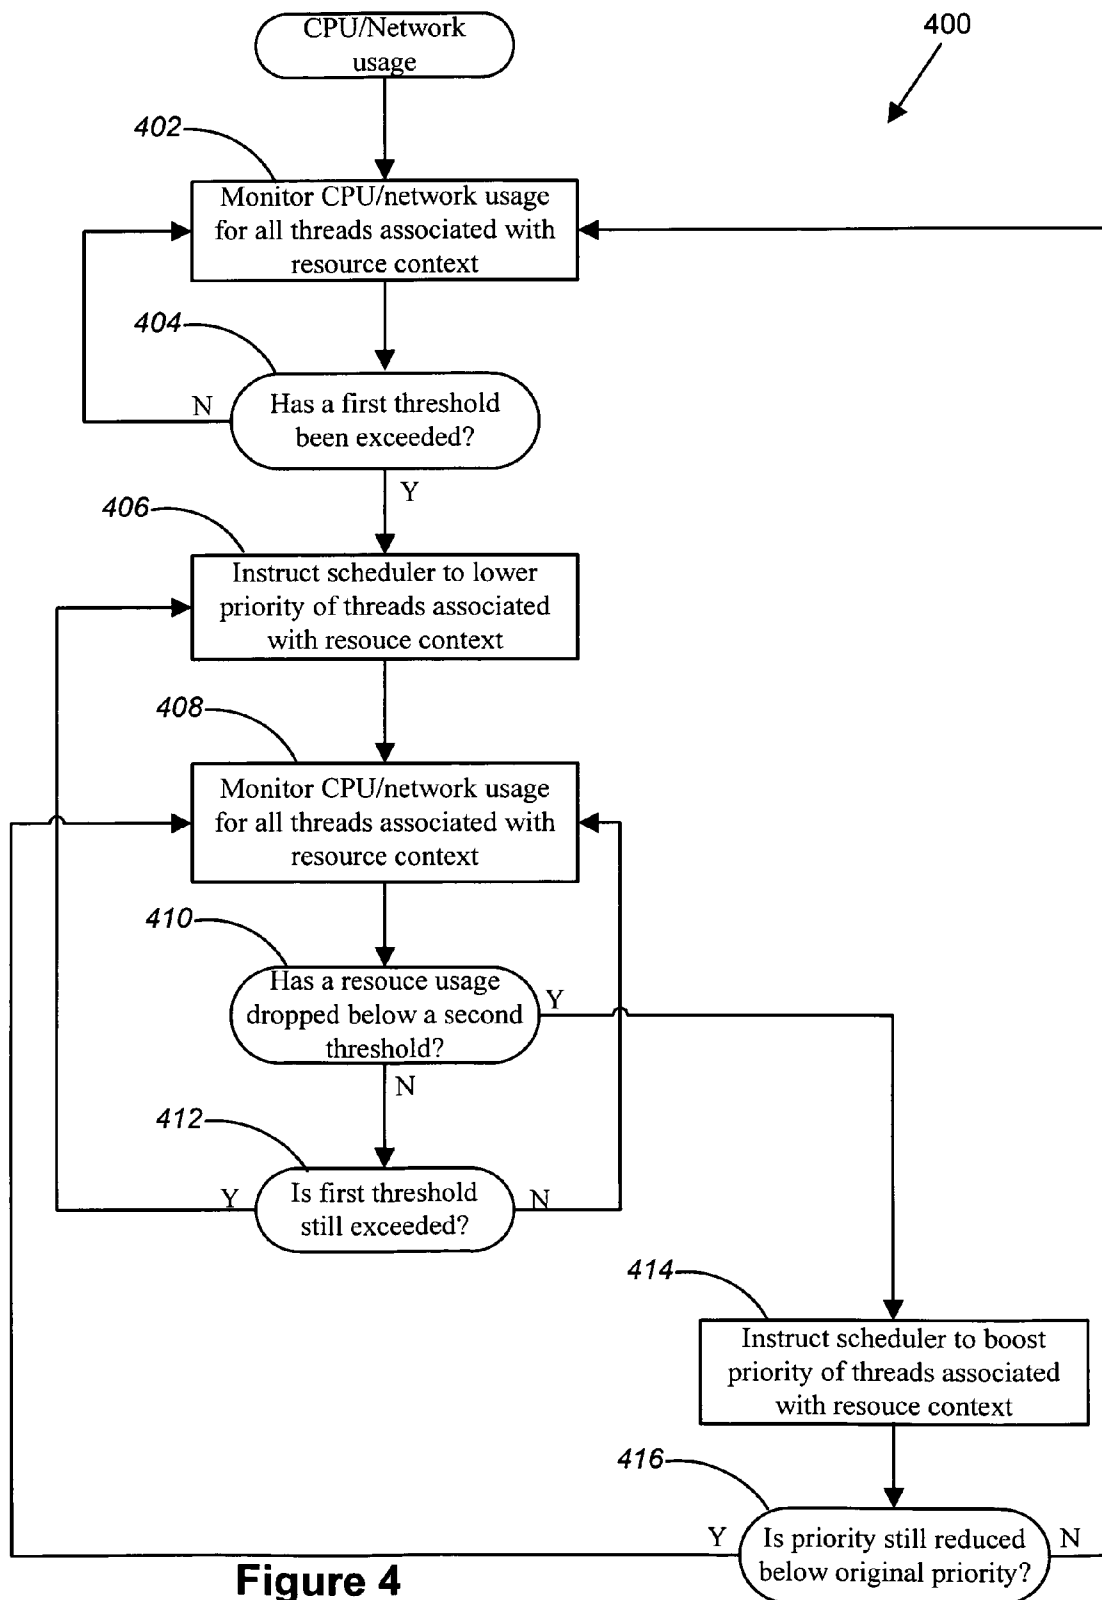 CPU/Network
usage
400
402
Monitor CPU/network usage
for all threads associated with
resource context
404
Has a first threshold
been exceeded?
N
Y
406
Instruct scheduler to lower
priority of threads associated
with resouce context
408
Monitor CPU/network usage
for all threads associated with
resource context
410
Has a resouce usage
dropped below a second
threshold?
Y
N
412
Is first threshold
still exceeded?
Y
N
414
Instruct scheduler to boost
priority of threads associated
with resouce context
416
Is priority still reduced
below original priority?
Y
N
Figure 4